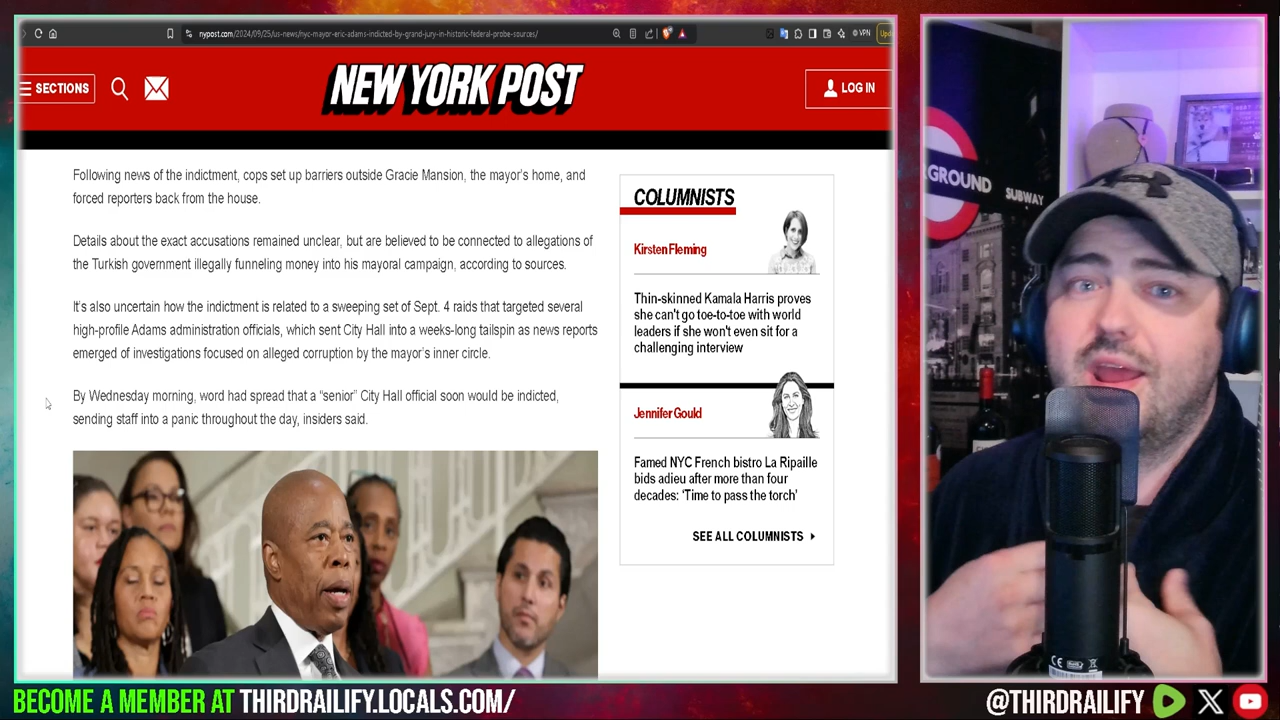 nypost.com/2024/09/25/us-news/nyc-mayor-eric-adams-indicted-by-grand-jury-in-historic-federal-probe-sources/
VPN
SECTIONS
NEW YORK POST
LOG IN
Following news of the indictment, cops set up barriers outside Gracie Mansion, the mayor's home, and
forced reporters back from the house.
Details about the exact accusations remained unclear, but are believed to be connected to allegations of
the Turkish government illegally funneling money into his mayoral campaign, according to sources.
It's also uncertain how the indictment is related to a sweeping set of Sept. 4 raids that targeted several
high-profile Adams administration officials, which sent City Hall into a weeks-long tailspin as news reports
emerged of investigations focused on alleged corruption by the mayor's inner circle.
By Wednesday morning, word had spread that a “senior” City Hall official soon would be indicted,
sending staff into a panic throughout the day, insiders said.
COLUMNISTS
Kirsten Fleming
Thin-skinned Kamala Harris proves
she can't go toe-to-toe with world
leaders if she won't even sit for a
challenging interview
Jennifer Gould
Famed NYC French bistro La Ripaille
bids adieu after more than four
decades: ‘Time to pass the torch’
SEE ALL COLUMNISTS
GROUND
SUBWAY
CE
BECOME A MEMBER AT THIRDRAILIFY.LOCALS.COM/
@THIRDRAILIFY